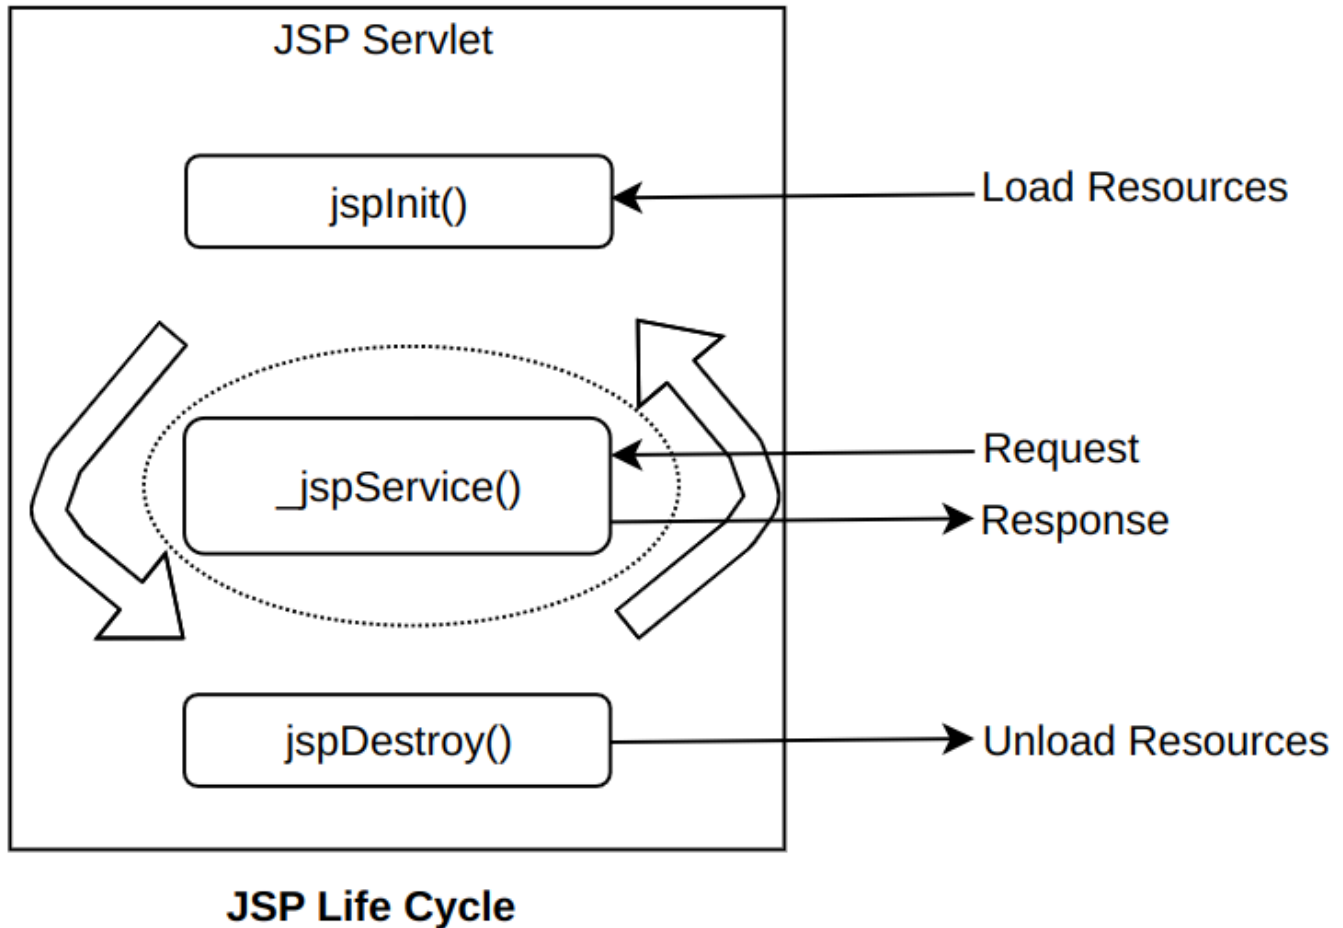 JSP Servlet
jspInit()
Load Resources
_jspService()
Request
Response
jspDestroy()
Unload Resources
JSP Life Cycle